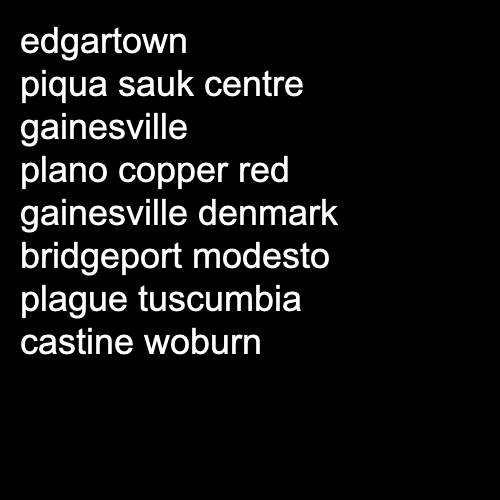 edgartown
piqua sauk centre
gainesville
plano copper red
gainesville denmark
bridgeport modesto
plague tuscumbia
castine woburn